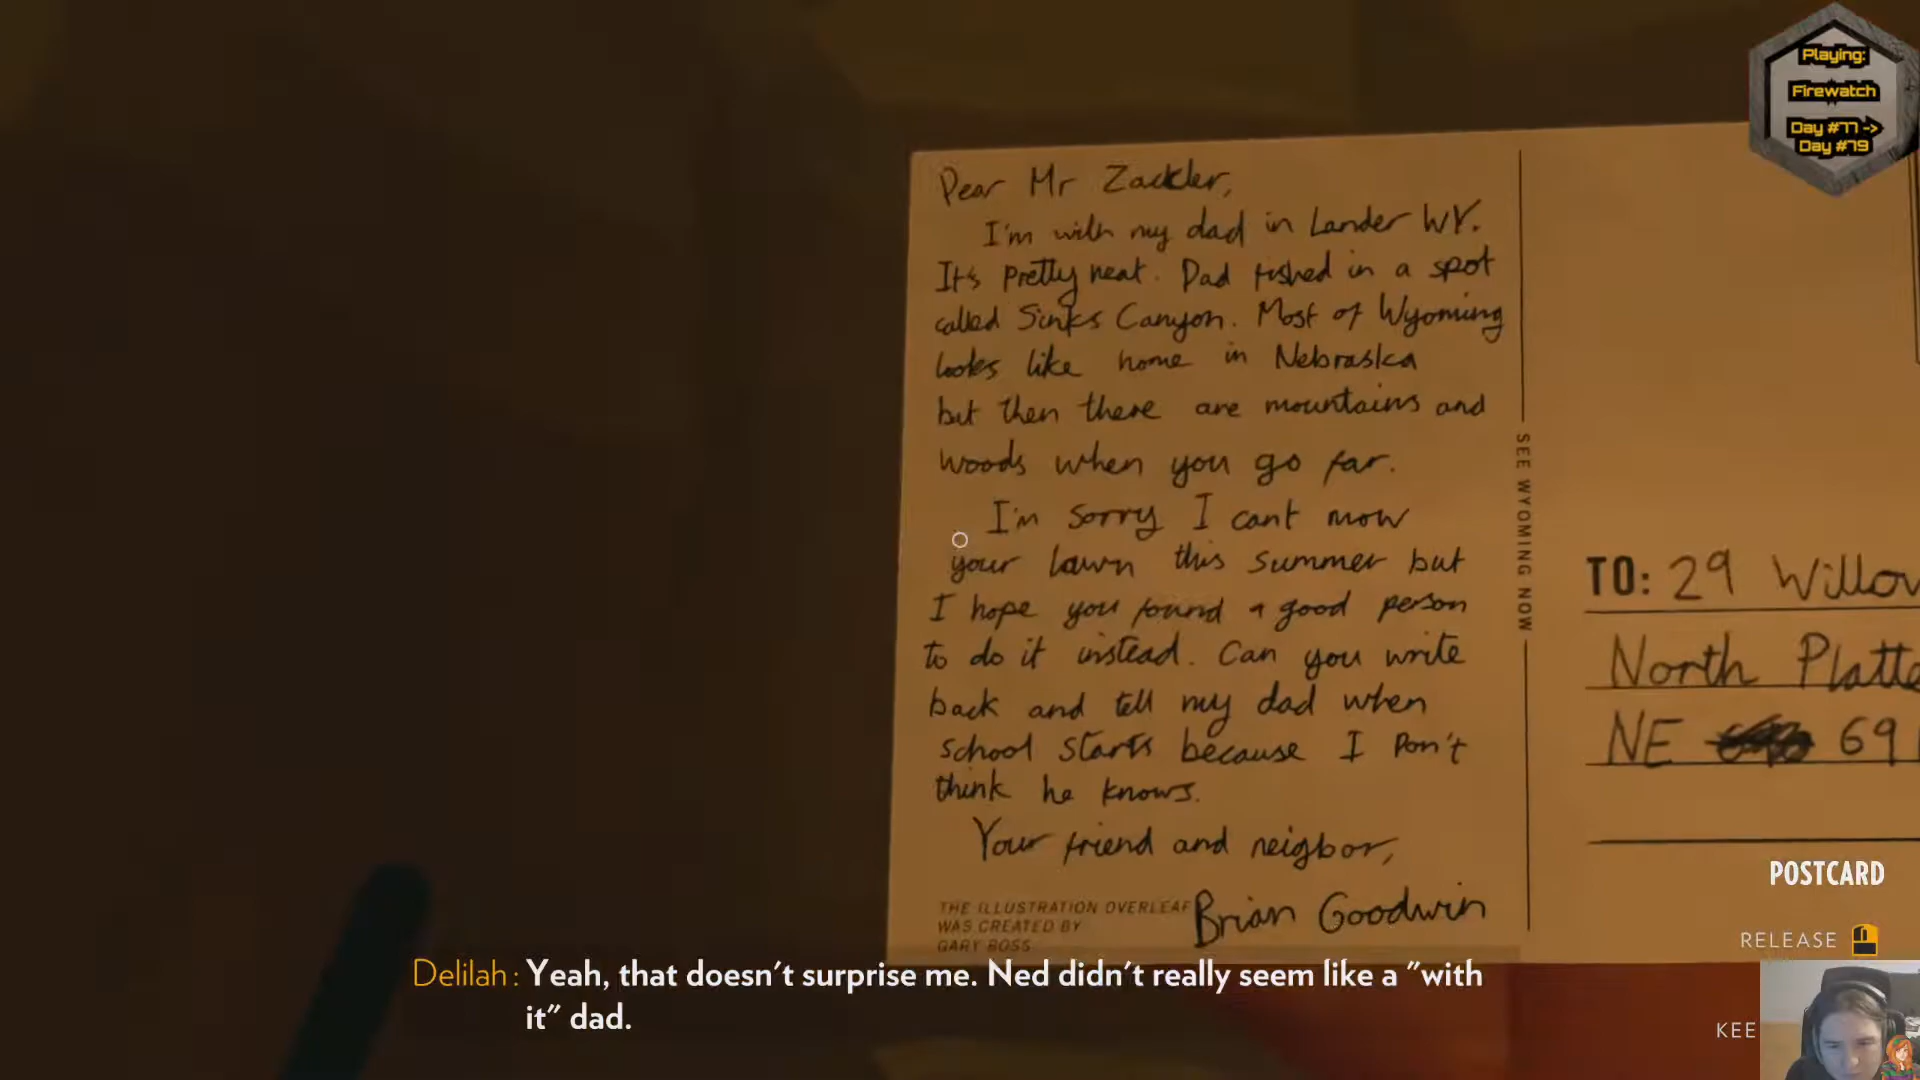 Playing:
Firewatch
Day #77 ->
Day #79
Dear Mr Zackler,
I'm with my dad in Lander WY.
It's pretty neat. Dad fished in a spot
called Sinks Canyon. Most of Wyoming
looks like home in Nebraska
but then there are mountains and
woods when you go far.
I'm sorry I cant mow
your lawn this summer but
I hope you found a good person
to do it instead. Can you write
back and tell my dad when
school starts because I Don't
think he knows.
Your friend and neigbor,
Brian Goodwin
THE ILLUSTRATION OVERLEAF
WAS CREATED BY
GARY BOSS
SEE WYOMING NOW
TO: 29 Willow
North Platte
NE 69
POSTCARD
RELEASE
KEE
Delilah: Yeah, that doesn't surprise me. Ned didn't really seem like a "with
it" dad.